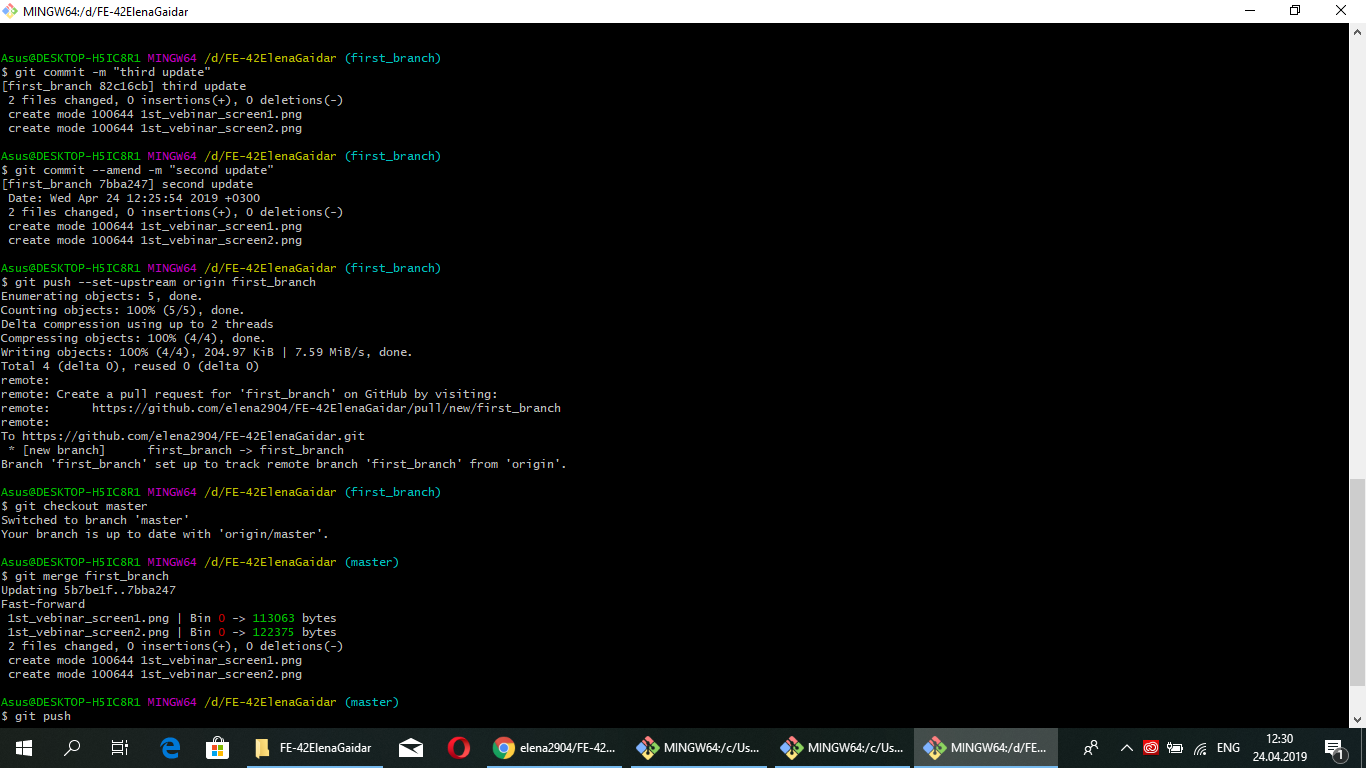 MINGW64:/d/FE-42ElenaGaidar
Asus@DESKTOP-H5IC8R1 MINGW64 /d/FE-42ElenaGaidar (first_branch)
$ git commit -m "third update"
[first_branch 82c16cb] third update
 2 files changed, 0 insertions(+), 0 deletions(-)
 create mode 100644 1st_vebinar_screen1.png
 create mode 100644 1st_vebinar_screen2.png
Asus@DESKTOP-H5IC8R1 MINGW64 /d/FE-42ElenaGaidar (first_branch)
$ git commit --amend -m "second update"
[first_branch 7bba247] second update
 Date: Wed Apr 24 12:25:54 2019 +0300
 2 files changed, 0 insertions(+), 0 deletions(-)
 create mode 100644 1st_vebinar_screen1.png
 create mode 100644 1st_vebinar_screen2.png
Asus@DESKTOP-H5IC8R1 MINGW64 /d/FE-42ElenaGaidar (first_branch)
$ git push --set-upstream origin first_branch
Enumerating objects: 5, done.
Counting objects: 100% (5/5), done.
Delta compression using up to 2 threads
Compressing objects: 100% (4/4), done.
Writing objects: 100% (4/4), 204.97 KiB | 7.59 MiB/s, done.
Total 4 (delta 0), reused 0 (delta 0)
remote:
remote: Create a pull request for 'first_branch' on GitHub by visiting:
remote:      https://github.com/elena2904/FE-42ElenaGaidar/pull/new/first_branch
remote:
To https://github.com/elena2904/FE-42ElenaGaidar.git
 * [new branch]      first_branch -> first_branch
Branch 'first_branch' set up to track remote branch 'first_branch' from 'origin'.
Asus@DESKTOP-H5IC8R1 MINGW64 /d/FE-42ElenaGaidar (first_branch)
$ git checkout master
Switched to branch 'master'
Your branch is up to date with 'origin/master'.
Asus@DESKTOP-H5IC8R1 MINGW64 /d/FE-42ElenaGaidar (master)
$ git merge first_branch
Updating 5b7be1f..7bba247
Fast-forward
 1st_vebinar_screen1.png | Bin 0 -> 113063 bytes
 1st_vebinar_screen2.png | Bin 0 -> 122375 bytes
 2 files changed, 0 insertions(+), 0 deletions(-)
 create mode 100644 1st_vebinar_screen1.png
 create mode 100644 1st_vebinar_screen2.png
Asus@DESKTOP-H5IC8R1 MINGW64 /d/FE-42ElenaGaidar (master)
$ git push
FE-42ElenaGaidar
elena2904/FE-42...
MINGW64:/c/Us...
MINGW64:/c/Us...
MINGW64:/d/FE...
ENG
12:30
24.04.2019
1